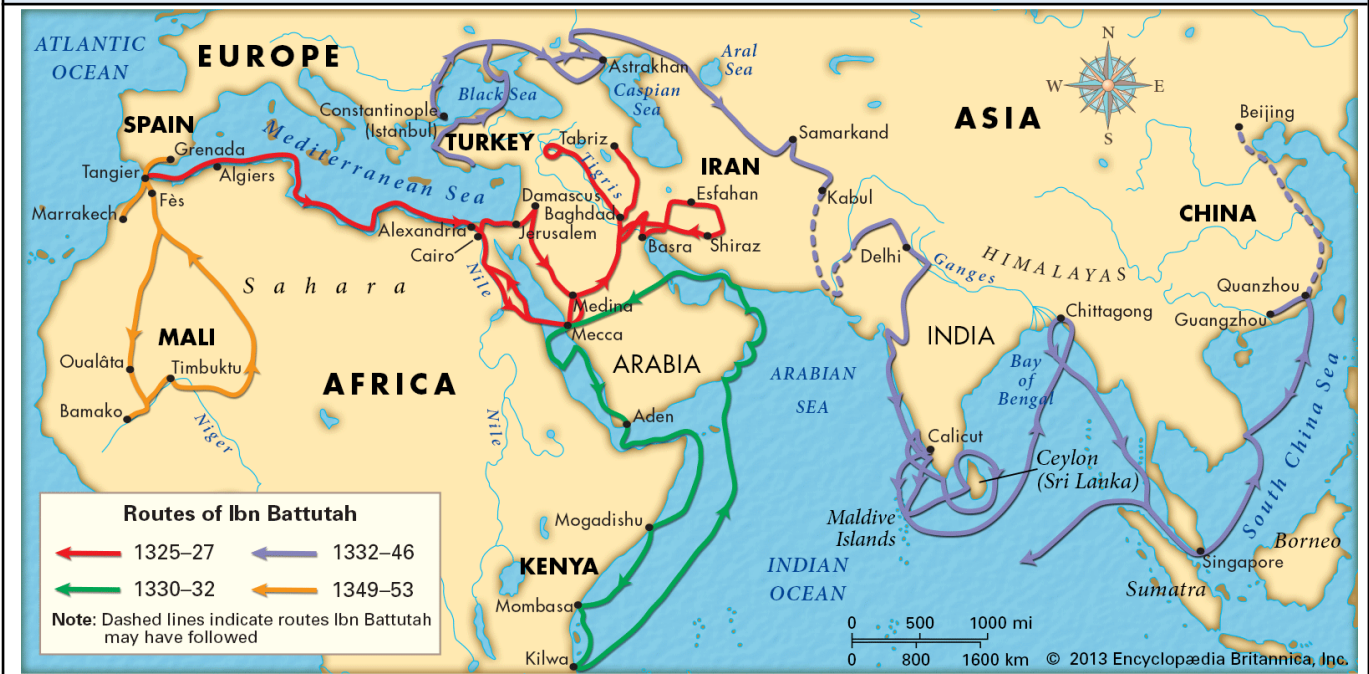 ATLANTIC
OCEAN
EUROPE
Aral
Sea
Astrakhan
Caspian
Sea
Black Sea
ASIA
N
W
E
S
Constantinople
(Istanbul)
SPAIN
Grenada
Mediterranean Sea
TURKEY
Tabriz
Samarkand
Beijing
Tangier
Algiers
Tigris
IRAN
Fès
Marrakech
Damascus
Baghdad
Esfahan
Kabul
CHINA
Alexandria
Jerusalem
Basra
Shiraz
Cairo
Delhi
Ganges
HIMALAYAS
Nile
Sahara
Quanzhou
Guangzhou
Medina
Mecca
Chittagong
MALI
INDIA
Oualâta
Timbuktu
ARABIA
AFRICA
ARABIAN
SEA
Bay
of
Bengal
South China Sea
Bamako
Niger
Nile
Aden
Calicut
Ceylon
(Sri Lanka)
Maldive
Islands
Mogadishu
Borneo
Singapore
KENYA
INDIAN
OCEAN
Sumatra
Mombasa
Kilwa
Routes of Ibn Battutah
1325–27
1332–46
1330–32
1349–53
Note: Dashed lines indicate routes Ibn Battutah
may have followed
0 500 1000 mi
0 800 1600 km
© 2013 Encyclopædia Britannica, Inc.